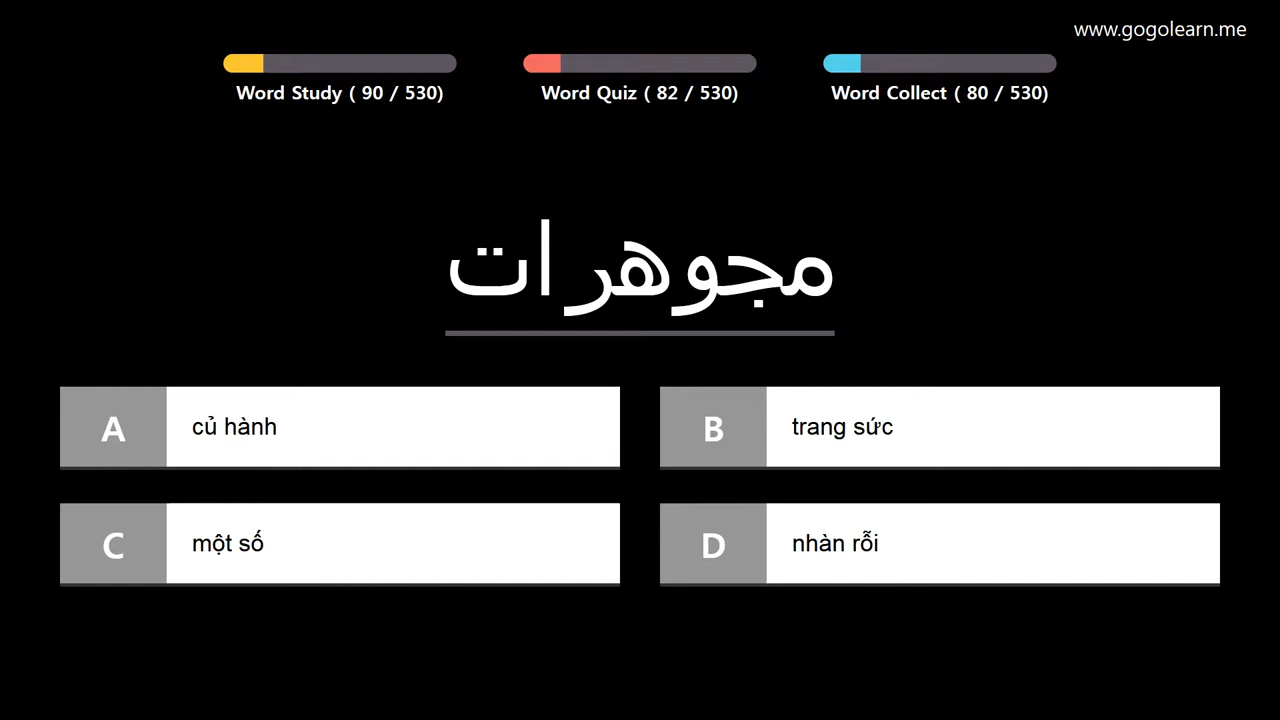 www.gogolearn.me
Word Study ( 90 / 530)
Word Quiz ( 82 / 530)
Word Collect ( 80 / 530)
مجوهرات
A
củ hành
B
trang sức
C
một số
D
nhàn rỗi